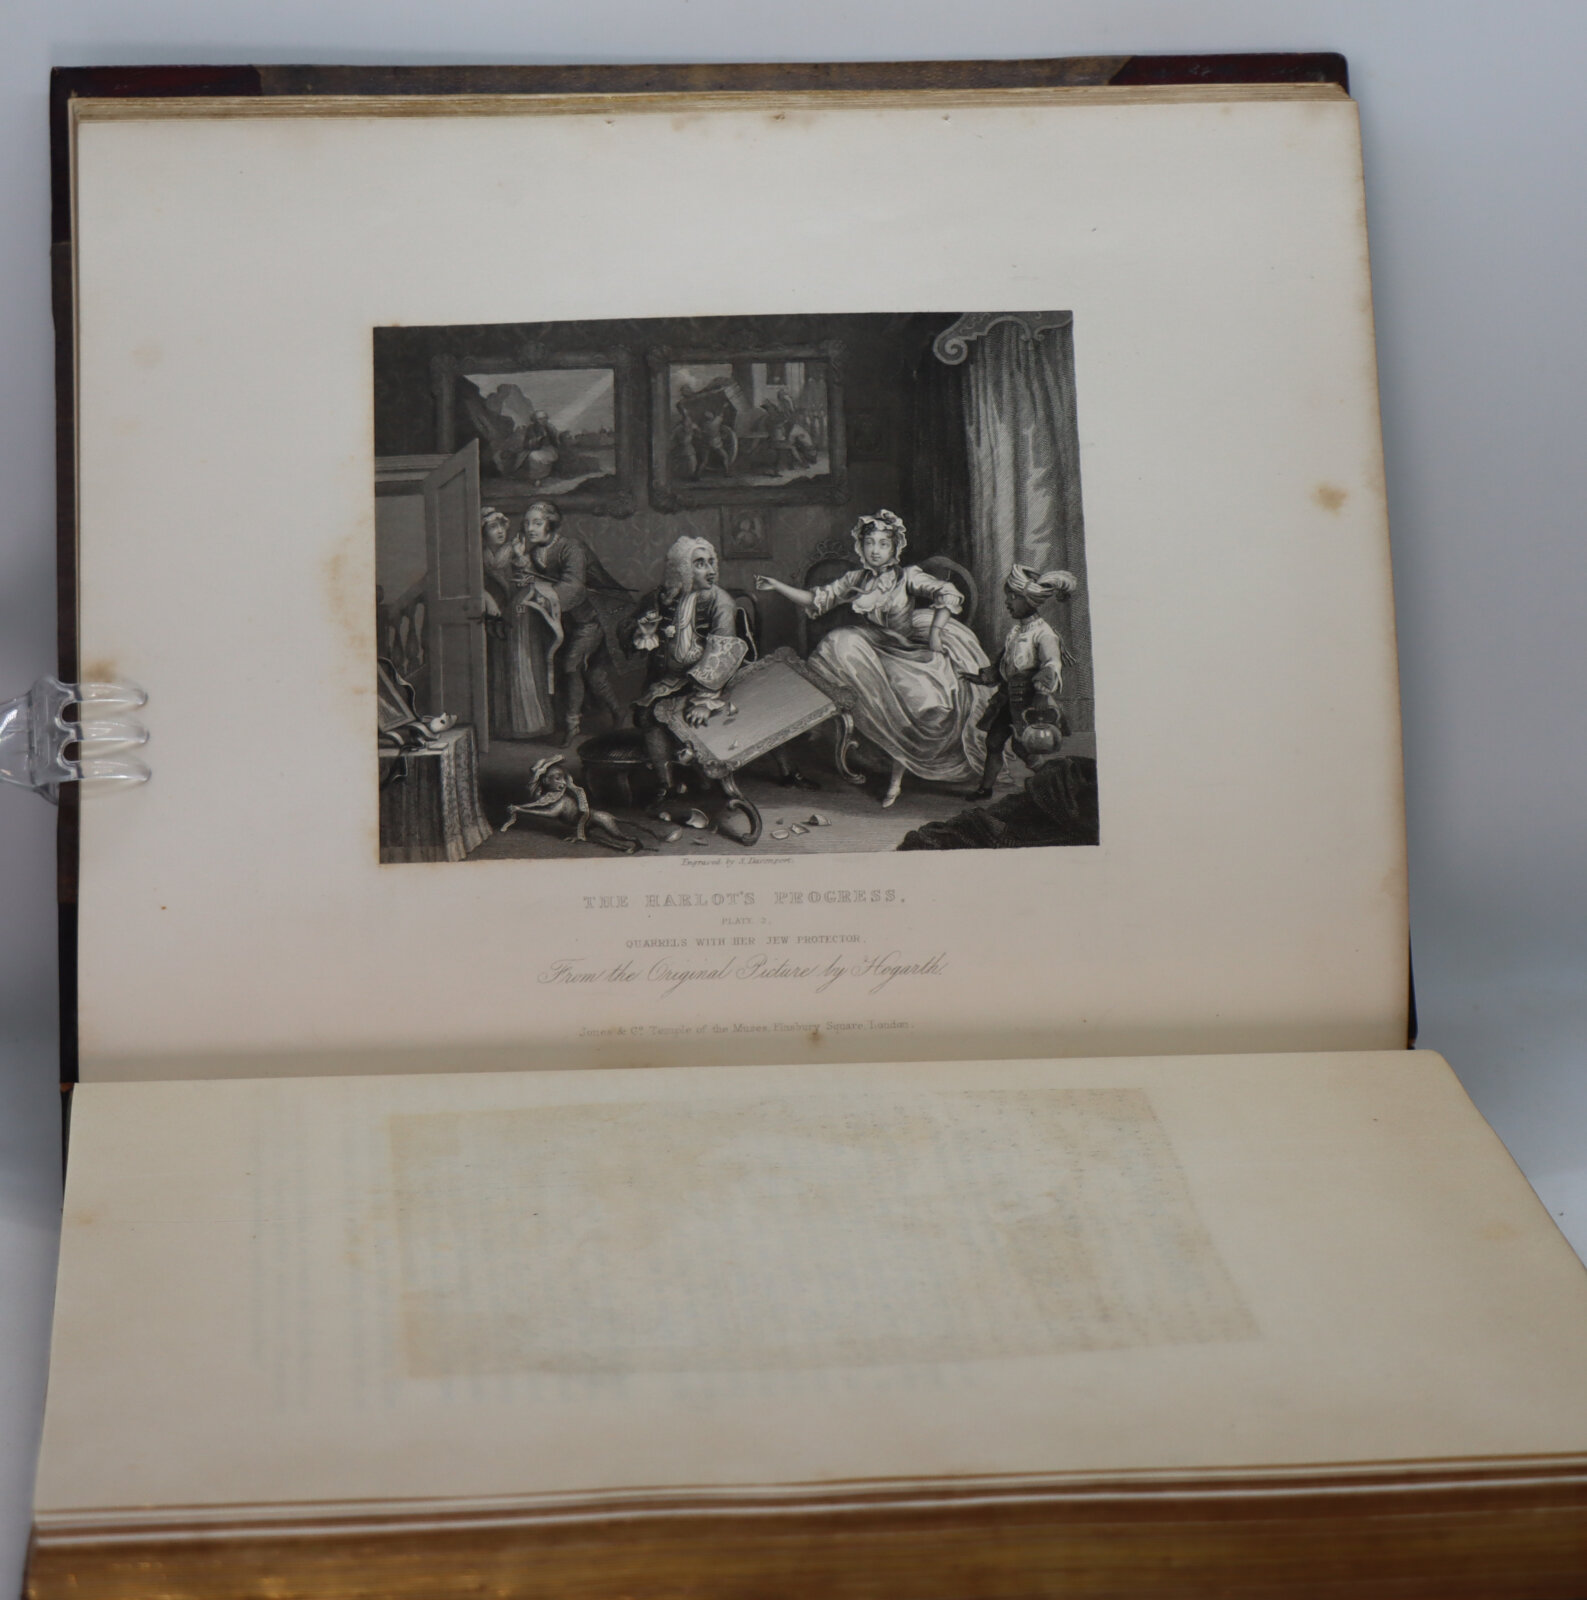 Engraved by S. Davenport.
THE HARLOT'S PROGRESS.
PLATE 2.
QUARRELS WITH HER JEW PROTECTOR.
From the Original Picture by Hogarth.
Jones & Co. Temple of the Muses, Finsbury Square, London.